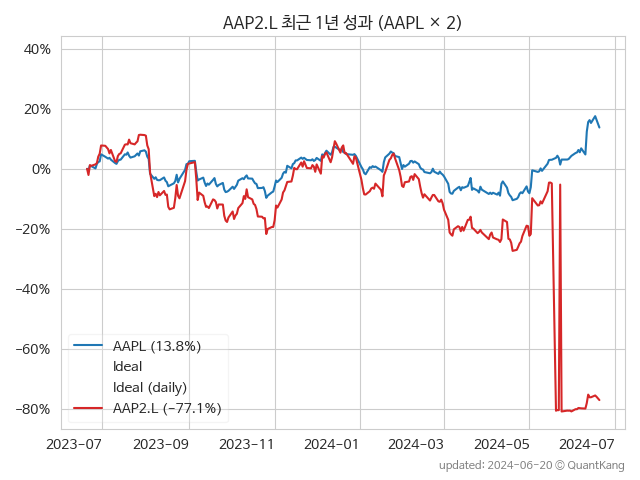 AAP2.L 최근 1년 성과 (AAPL × 2)
40%
20%
0%
−20%
−40%
−60%
−80%
AAPL (13.8%)
Ideal
Ideal (daily)
AAP2.L (−77.1%)
2023-07 2023-09 2023-11 2024-01 2024-03 2024-05 2024-07
updated: 2024-06-20 © QuantKang